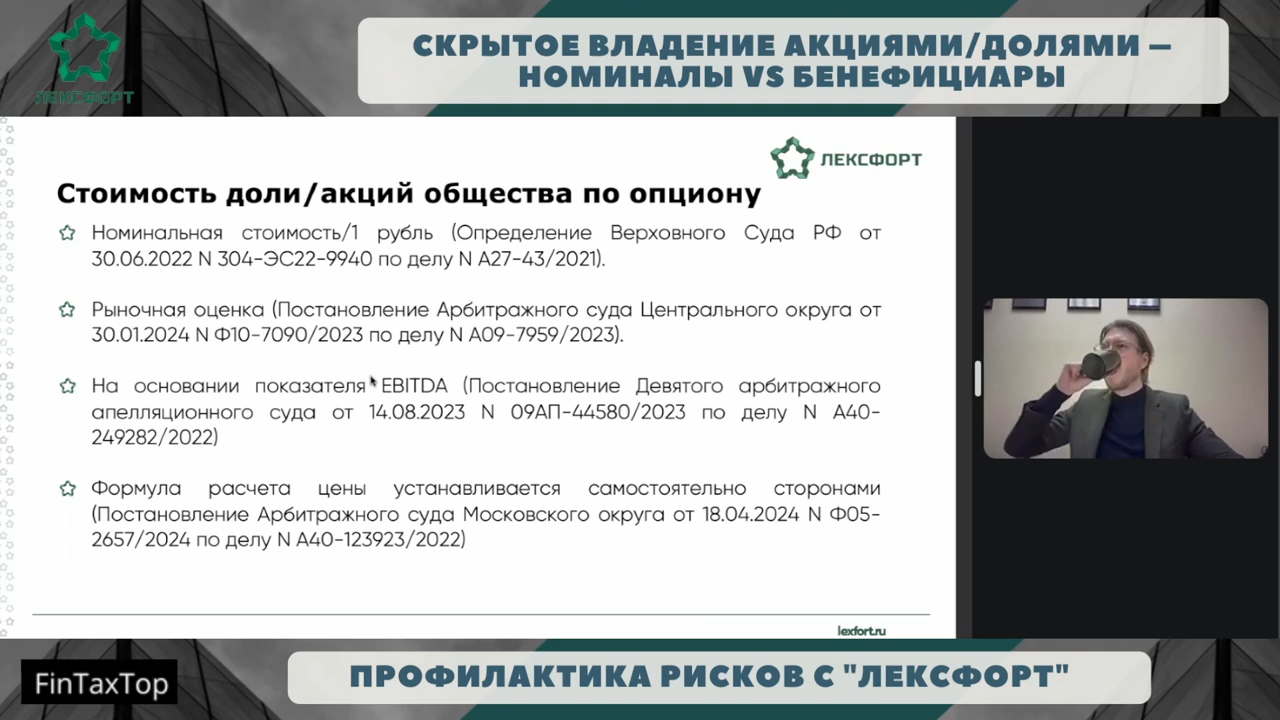 ЛЕКСФОРТ
СКРЫТОЕ ВЛАДЕНИЕ АКЦИЯМИ/ДОЛЯМИ –
НОМИНАЛЫ VS БЕНЕФИЦИАРЫ
ЛЕКСФОРТ
Стоимость доли/акций общества по опциону
Номинальная стоимость/1 рубль (Определение Верховного Суда РФ от
30.06.2022 N 304-ЭС22-9940 по делу N А27-43/2021).
Рыночная оценка (Постановление Арбитражного суда Центрального округа от
30.01.2024 N Ф10-7090/2023 по делу N А09-7959/2023).
На основании показателя EBITDA (Постановление Девятого арбитражного
апелляционного суда от 14.08.2023 N 09АП-44580/2023 по делу N А40-
249282/2022)
Формула расчета цены устанавливается самостоятельно сторонами
(Постановление Арбитражного суда Московского округа от 18.04.2024 N Ф05-
2657/2024 по делу N А40-123923/2022)
lexfort.ru
FinTaxTop
ПРОФИЛАКТИКА РИСКОВ С "ЛЕКСФОРТ"